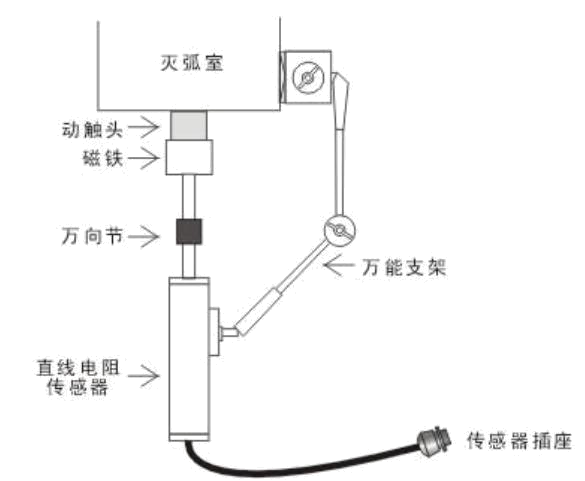 灭弧室
动触头
磁铁
万向节
万能支架
直线电阻
传感器
传感器插座